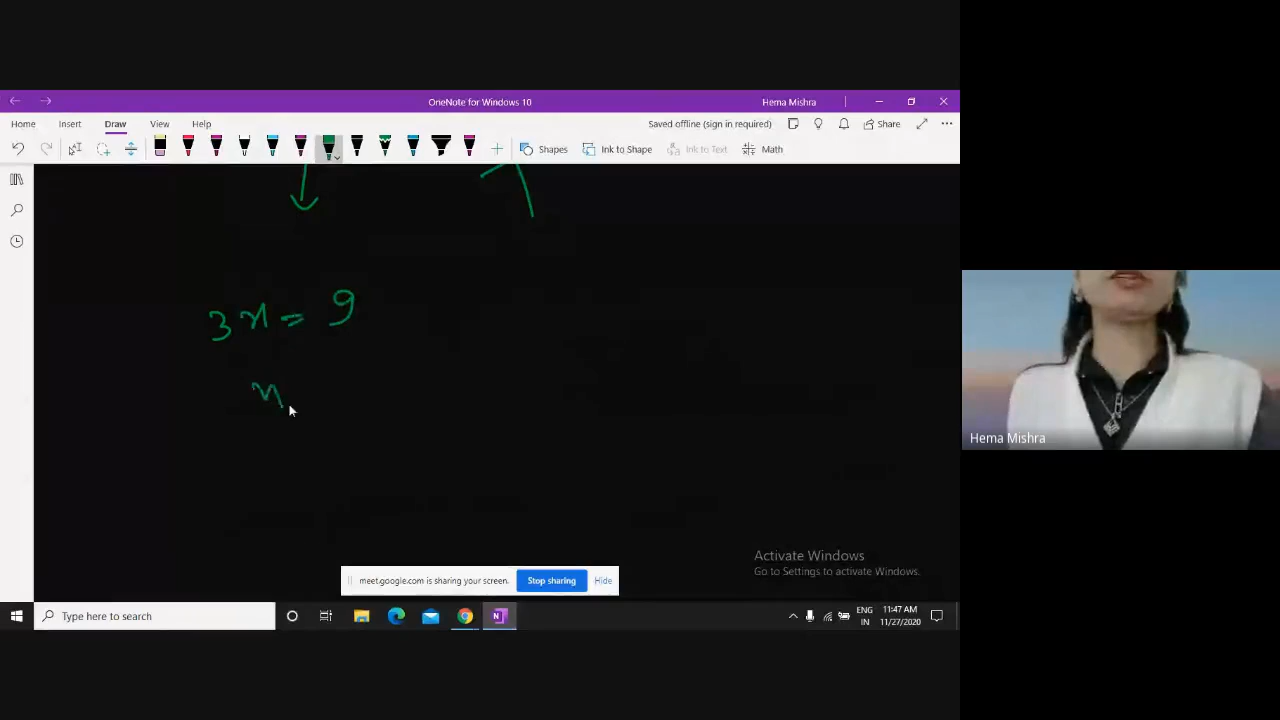 OneNote for Windows 10
Hema Mishra
Home Insert Draw View Help
Saved offline (sign in required)
Share
Shapes
Ink to Shape
Ink to Text
Math
3x = 9
x
Hema Mishra
Activate Windows
Go to Settings to activate Windows.
meet.google.com is sharing your screen.
Stop sharing
Hide
Type here to search
N
ENG
IN
11:47 AM
11/27/2020